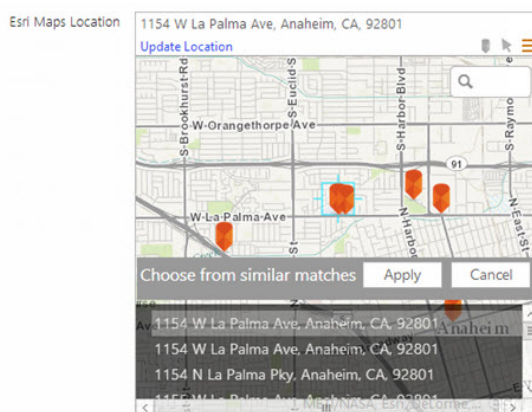 Esri Maps Location
1154 W La Palma Ave, Anaheim, CA, 92801
Update Location
S-Brookhurst-Rd
S-Euclid-S
S-Harbor-Blvd
S-Raymo
W-Orangethorpe Ave
91
W-La-Palma-Ave
N-Harbor
N-East-St
St
Choose from similar matches
Apply
Cancel
1154 W La Palma Ave, Anaheim, CA, 92801
Anaheim
1154 W La Palma Ave, Anaheim, CA, 92801
1154 N La Palma Pky, Anaheim, CA, 92801